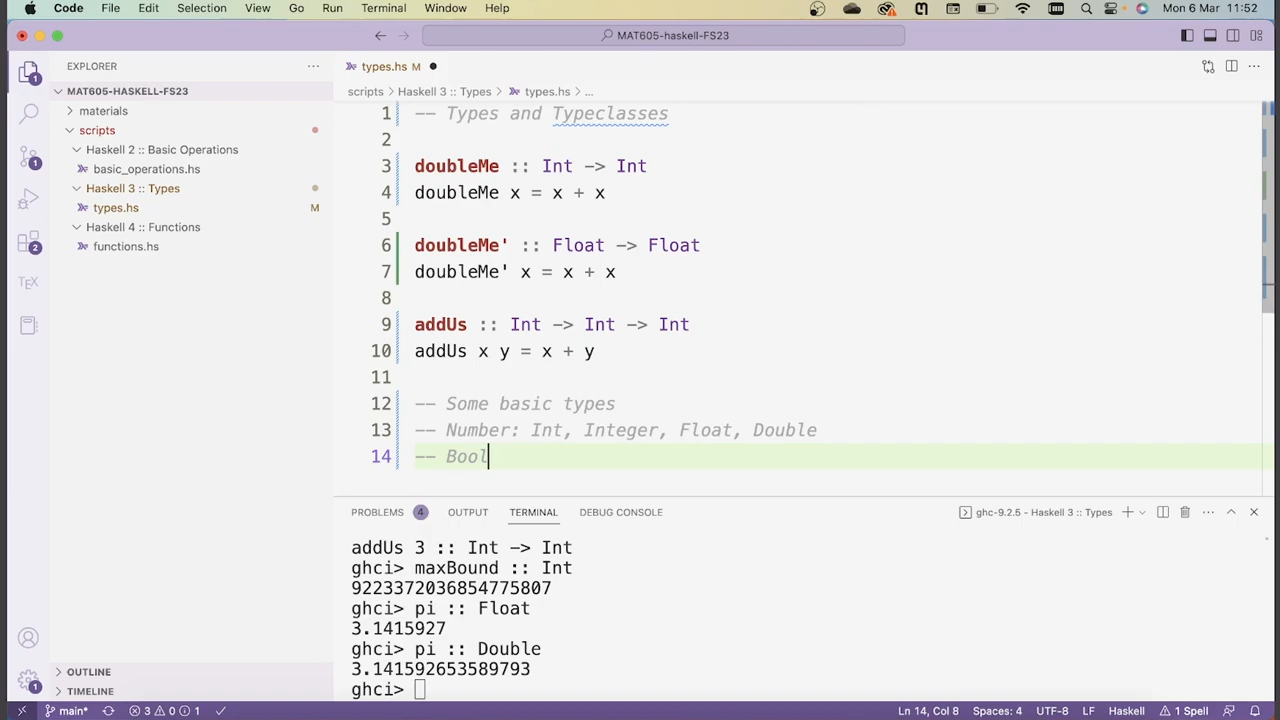 Code File Edit Selection View Go Run Terminal Window Help Mon 6 Mar 11:52
MAT605-haskell-FS23
EXPLORER
types.hs M
MAT605-HASKELL-FS23
scripts > Haskell 3 :: Types > types.hs > ...
materials
scripts
Haskell 2 :: Basic Operations
basic_operations.hs
Haskell 3 :: Types
types.hs M
Haskell 4 :: Functions
functions.hs
1 -- Types and Typeclasses
2
3 doubleMe :: Int -> Int
4 doubleMe x = x + x
5
6 doubleMe' :: Float -> Float
7 doubleMe' x = x + x
8
9 addUs :: Int -> Int -> Int
10 addUs x y = x + y
11
12 -- Some basic types
13 -- Number: Int, Integer, Float, Double
14 -- Bool
1
1
2
TEX
1
PROBLEMS 4 OUTPUT TERMINAL DEBUG CONSOLE ghc-9.2.5 - Haskell 3 :: Types
addUs 3 :: Int -> Int
ghci> maxBound :: Int
9223372036854775807
ghci> pi :: Float
3.1415927
ghci> pi :: Double
3.141592653589793
ghci>
OUTLINE
TIMELINE
main* 3 0 1 Ln 14, Col 8 Spaces: 4 UTF-8 LF Haskell 1 Spell